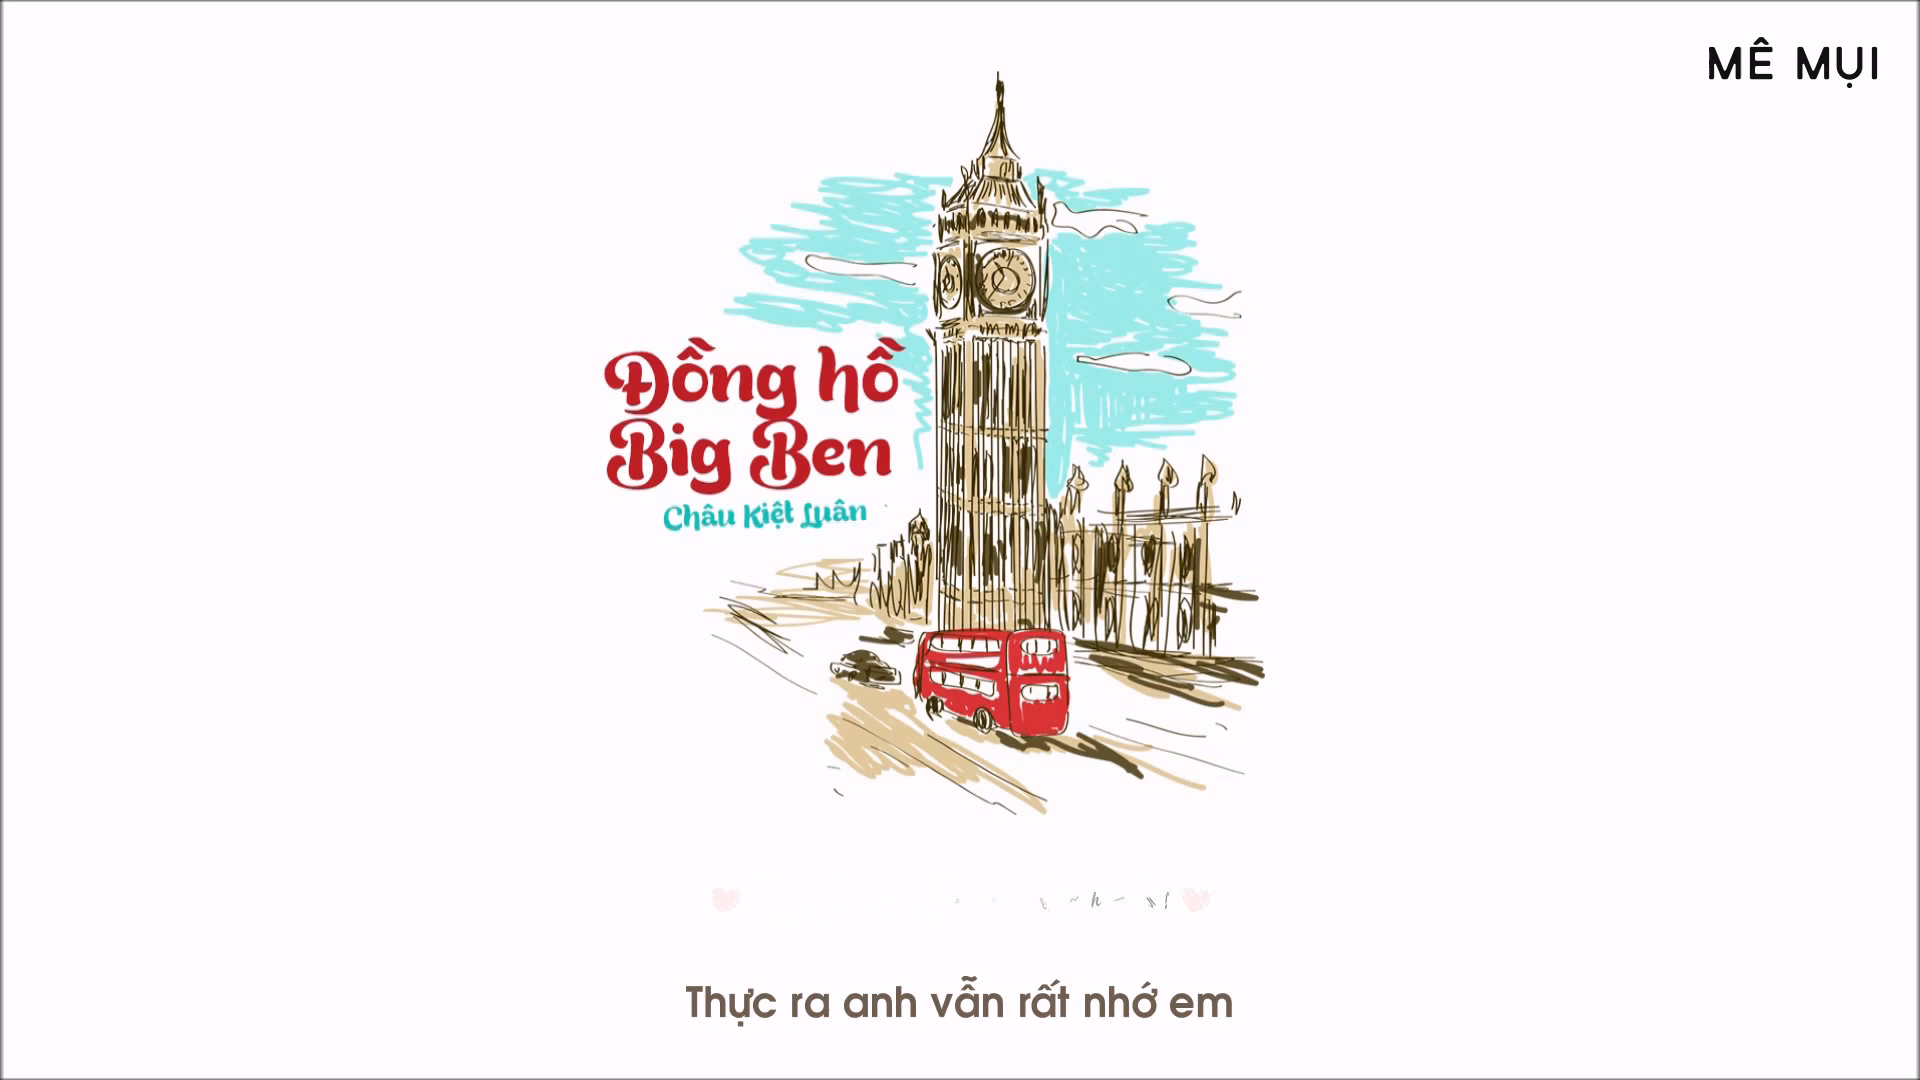 MÊ MỤI
Đồng hồ
Big Ben
Châu Kiệt Luân
Thực ra anh vẫn rất nhớ em